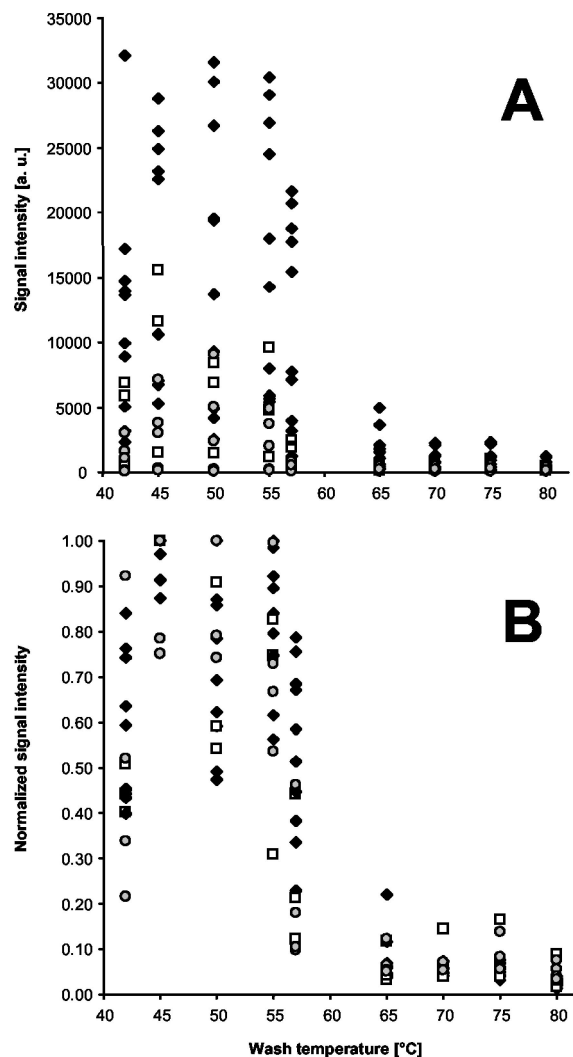 35000
A
30000
25000
20000
15000
10000
5000
0
Signal intensity [a. u.]
40 45 50 55 60 65 70 75 80
1.00
B
0.90
0.80
0.70
0.60
0.50
0.40
0.30
0.20
0.10
0.00
Normalized signal intensity
40 45 50 55 60 65 70 75 80
Wash temperature [°C]